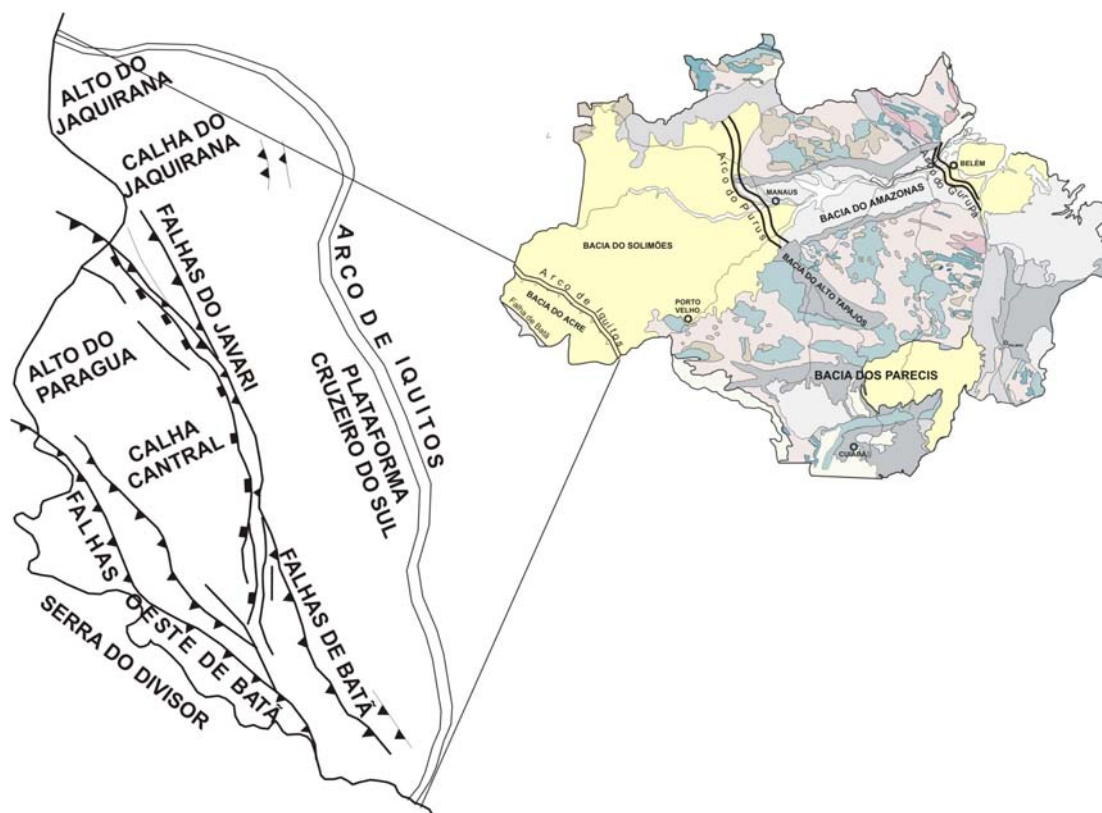 ALTO DO
JAQUIRANA
CALHA DO
JAQUIRANA
FALHAS DO JAVARI
ARCO DE IQUITOS
PLATAFORMA
CRUZEIRO DO SUL
ALTO DO
PARAGUA
CALHA
CANTRAL
FALHAS OESTE DE BATÃ
SERRA DO DIVISOR
FALHAS DE BATÃ
Arco do Purus
MANAUS
BACIA DO AMAZONAS
BELÉM
BACIA DO SOLIMÕES
BACIA DO ALTO TAPAJÓS
Arco de Iquitos
BACIA DO ACRE
Falha de Batã
PORTO
VELHO
BACIA DOS PARECIS
CUIABÁ